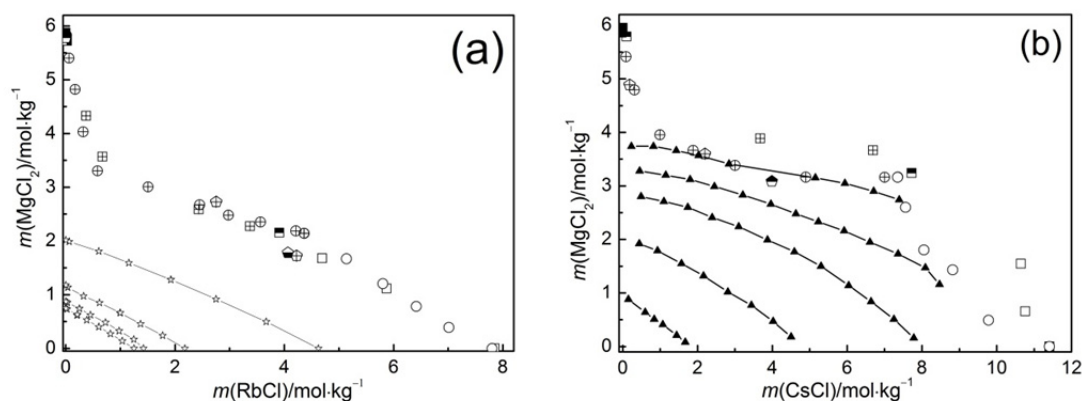 (a)
m(MgCl₂)/mol·kg⁻¹
6
5
4
3
2
1
0
0 2 4 6 8
m(RbCl)/mol·kg⁻¹
(b)
m(MgCl₂)/mol·kg⁻¹
6
5
4
3
2
1
0
0 2 4 6 8 10 12
m(CsCl)/mol·kg⁻¹